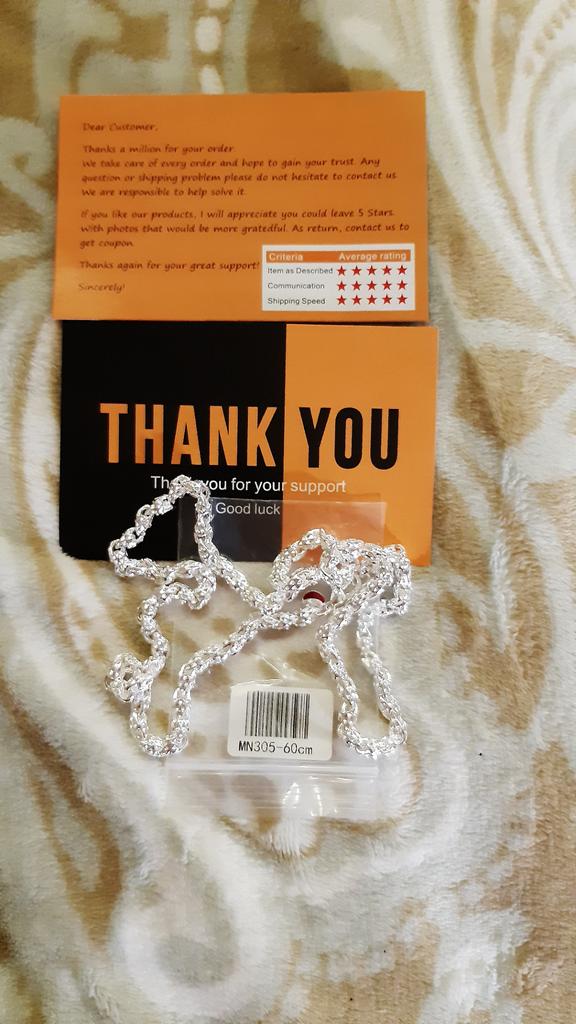 Dear Customer,
Thanks a million for your order.
We take care of every order and hope to gain your trust. Any
question or shipping problem please do not hesitate to contact us.
We are responsible to help solve it.
If you like our products, I will appreciate you could leave 5 Stars.
With photos that would be more gratedful. As return, contact us to
get coupon.
Thanks again for your great support!
Sincerely!
Criteria Average rating
Item as Described ★★★★★
Communication ★★★★★
Shipping Speed ★★★★★
THANK YOU
you for your support
Good luck
MN305-60cm